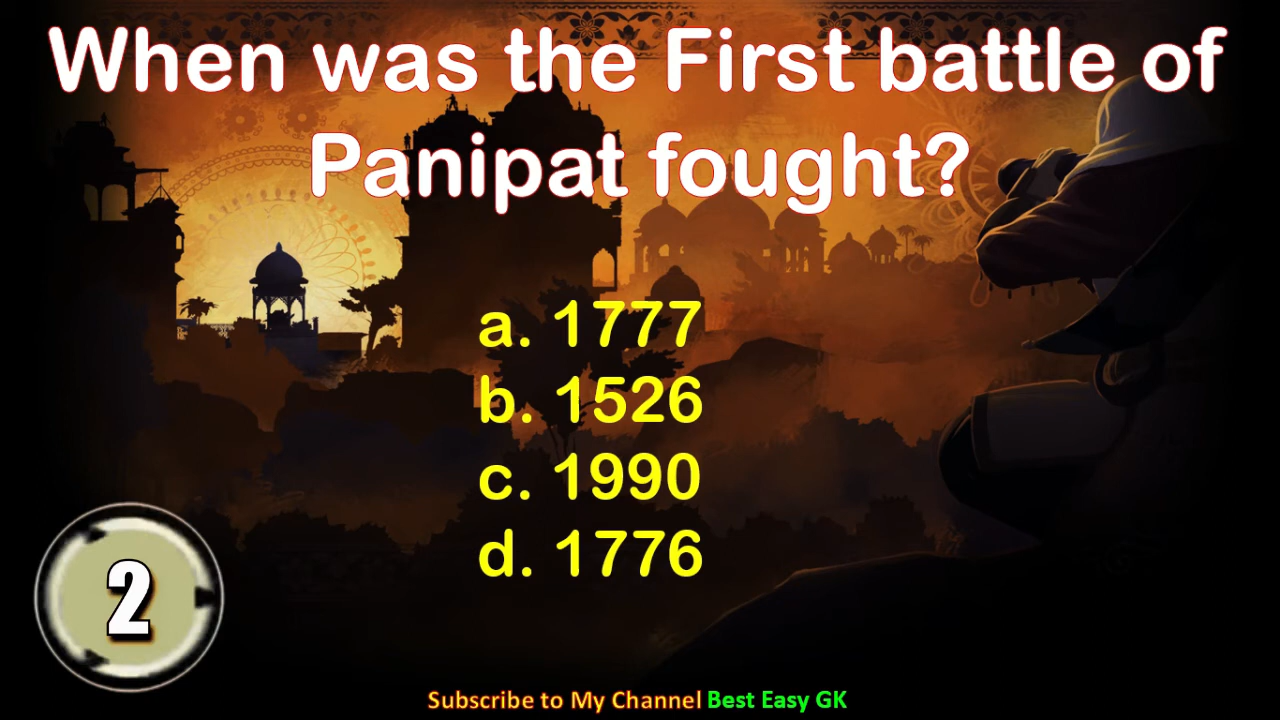 When was the First battle of
Panipat fought?
a. 1777
b. 1526
c. 1990
d. 1776
2
Subscribe to My Channel Best Easy GK